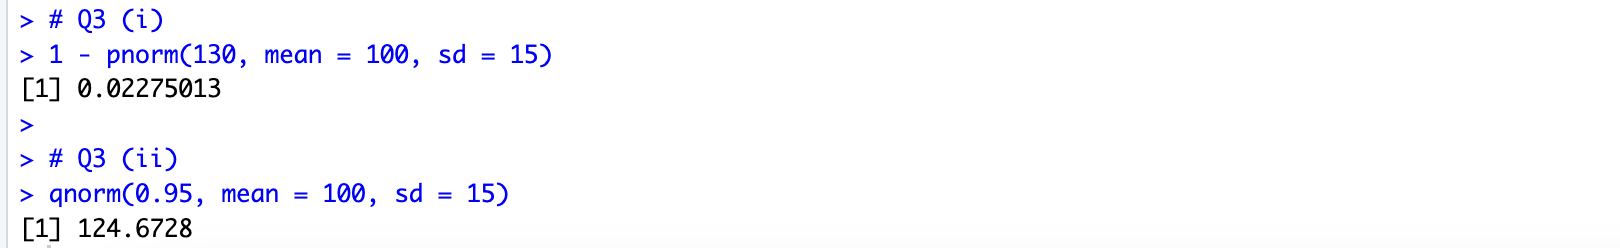 > # Q3 (i)
> 1 - pnorm(130, mean = 100, sd = 15)
[1] 0.02275013
>
> # Q3 (ii)
> qnorm(0.95, mean = 100, sd = 15)
[1] 124.6728